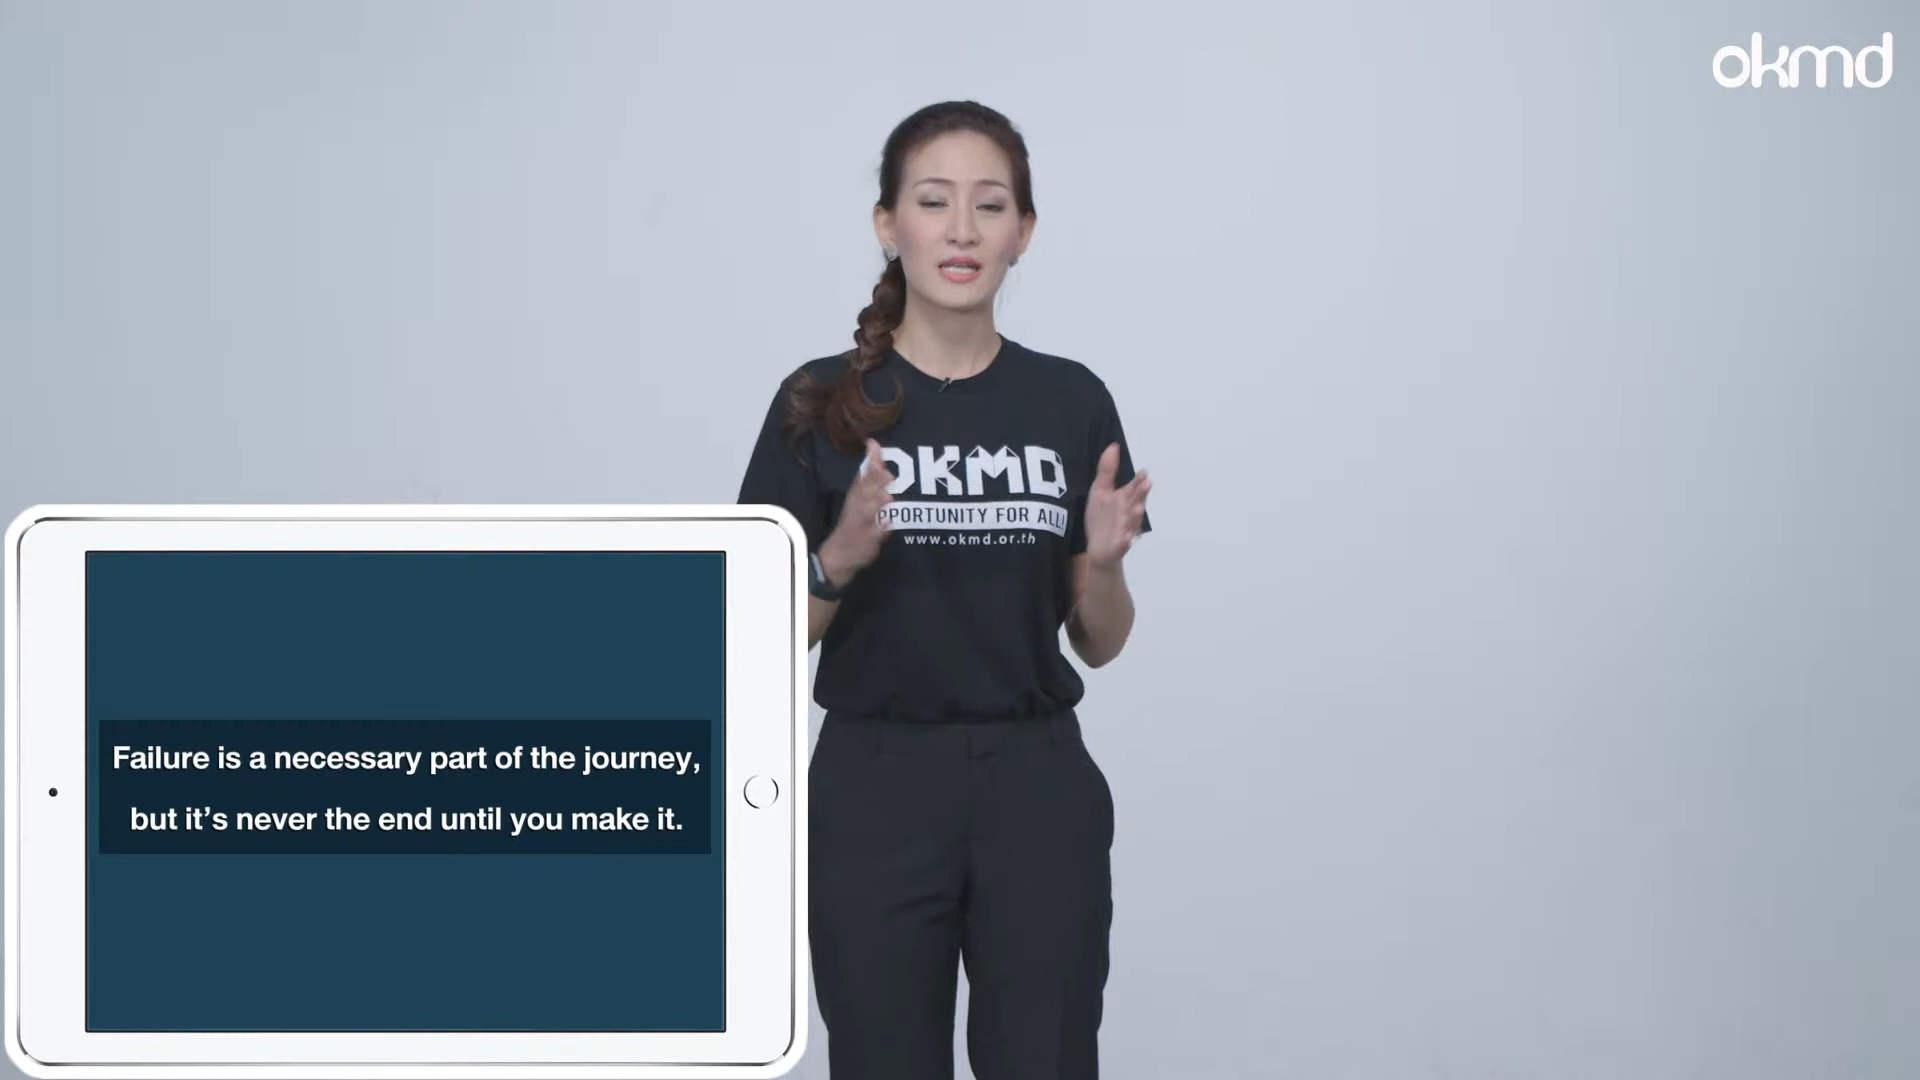 okmd
OKMD
OPPORTUNITY FOR ALL!
www.okmd.or.th
Failure is a necessary part of the journey,
but it’s never the end until you make it.